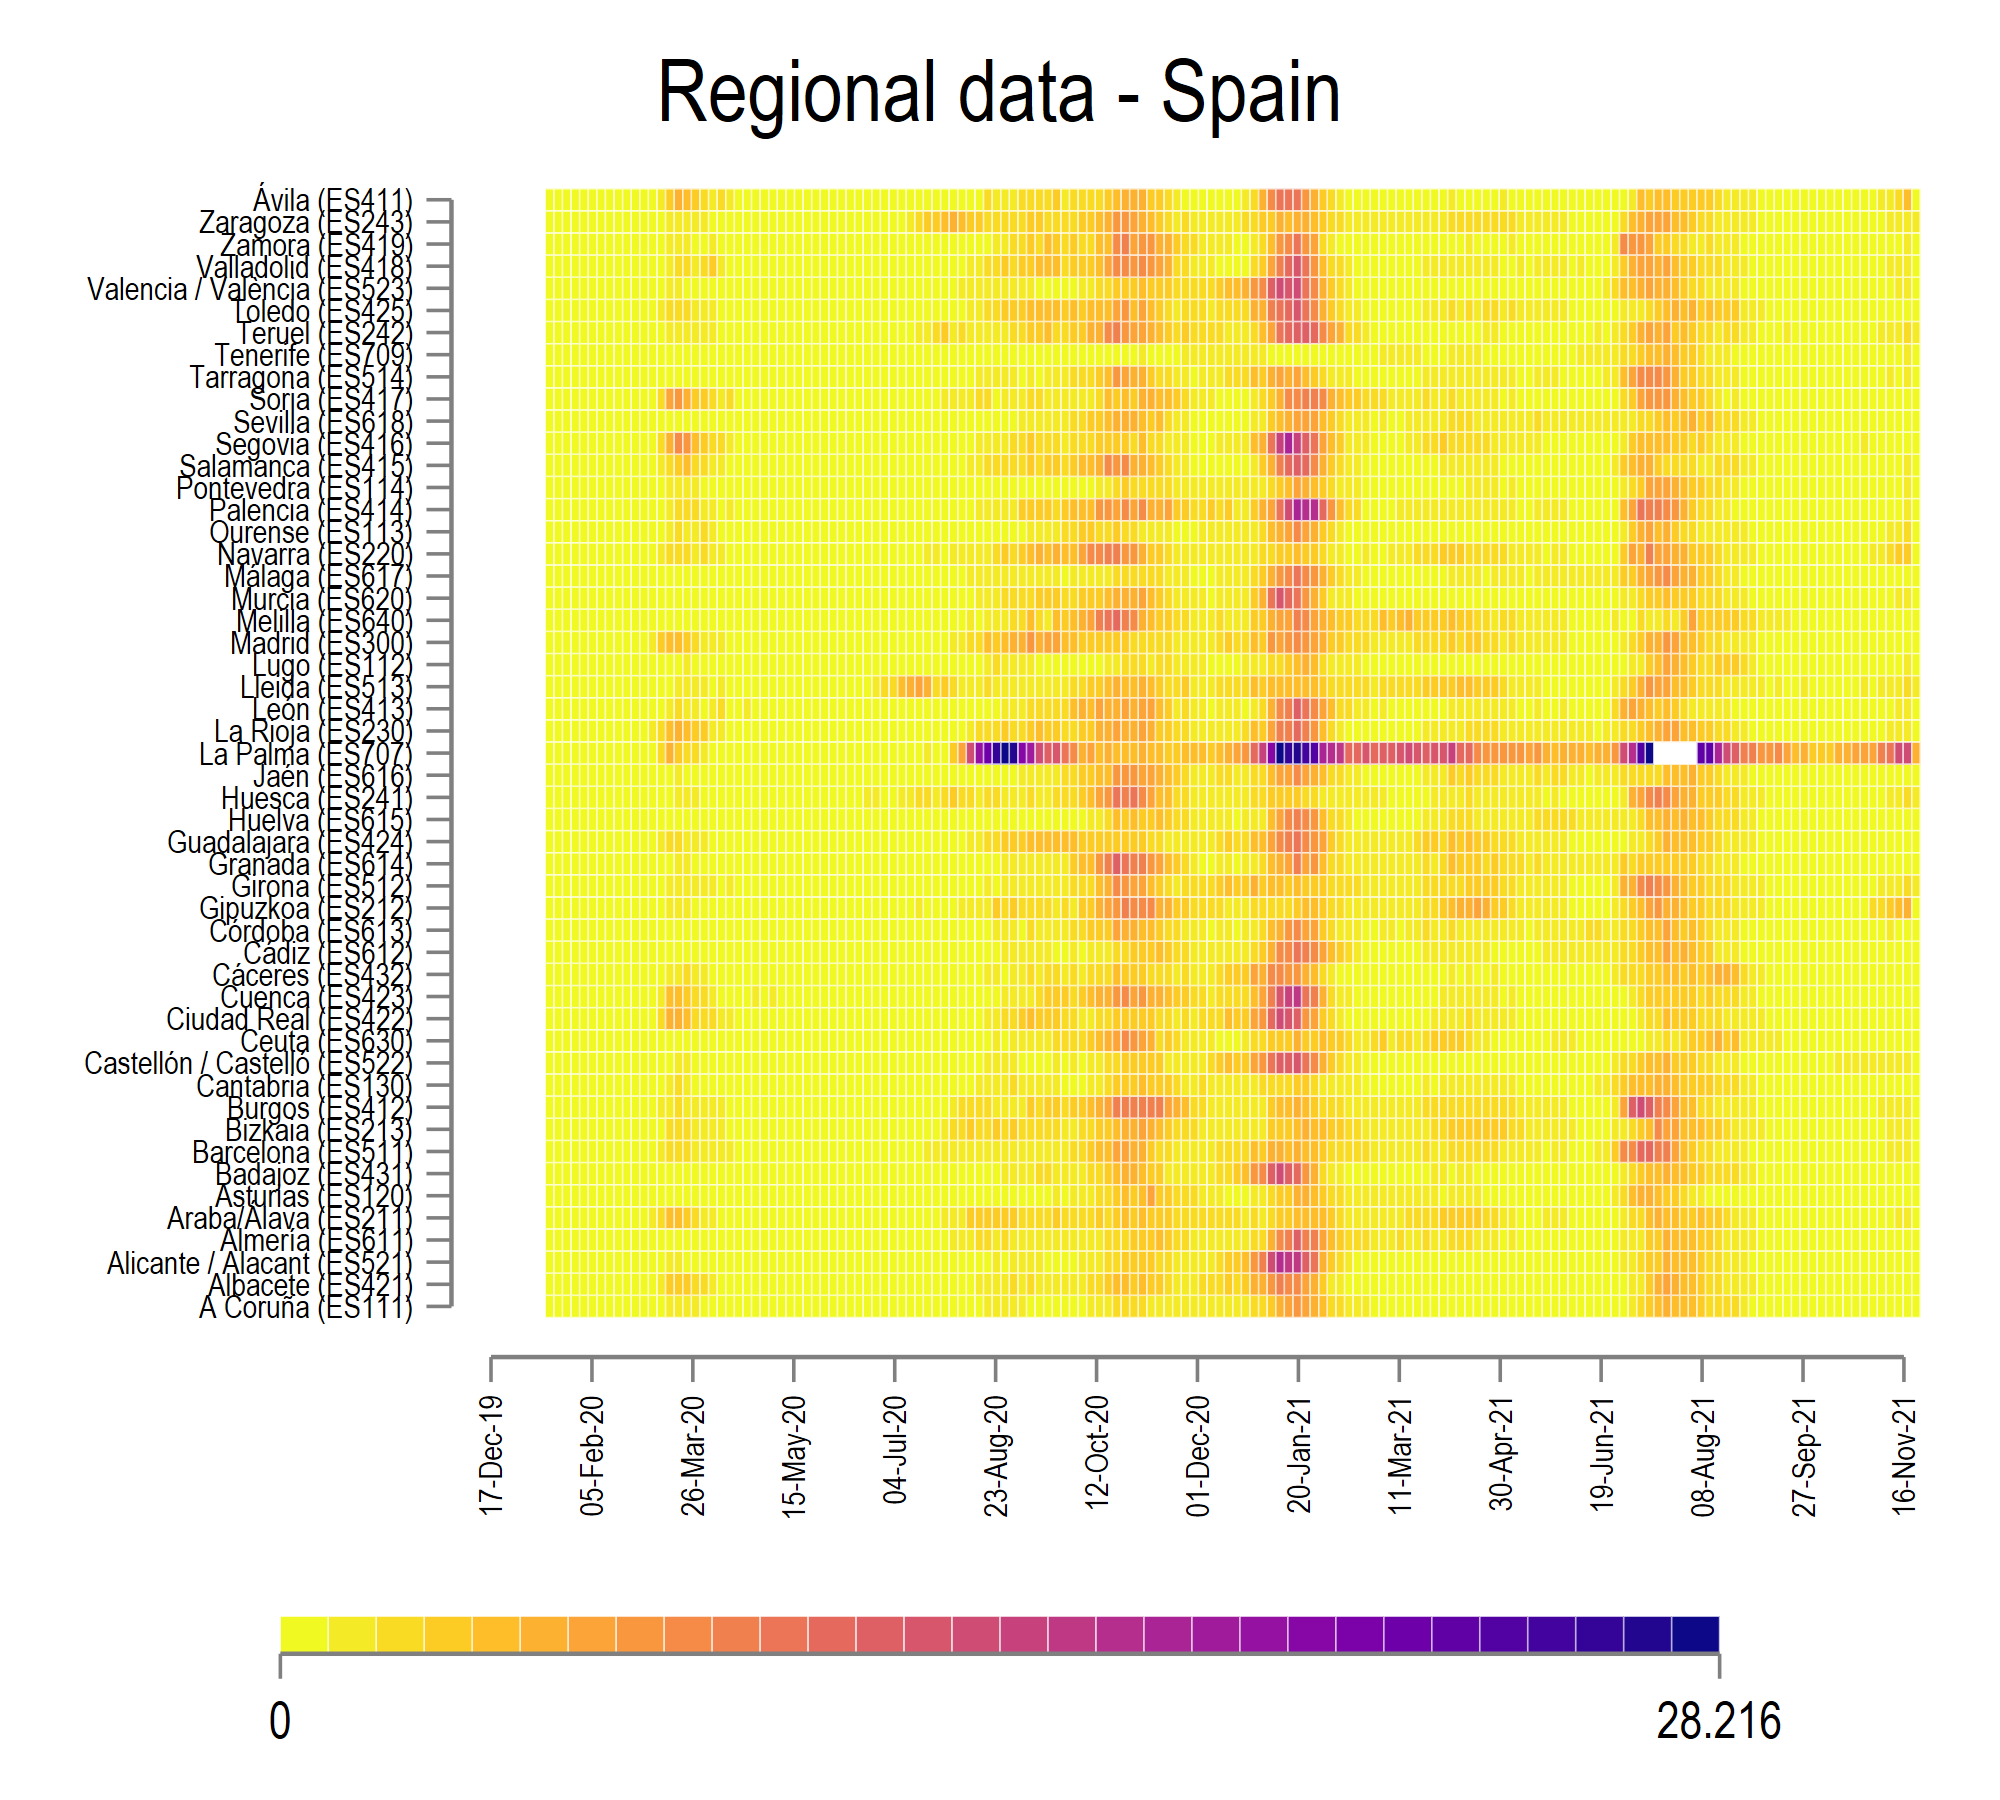 Regional data - Spain
Ávila (ES411)
Zaragoza (ES243)
Zamora (ES419)
Valladolid (ES418)
Valencia / València (ES523)
Toledo (ES425)
Teruel (ES242)
Tenerife (ES709)
Tarragona (ES514)
Soria (ES417)
Sevilla (ES618)
Segovia (ES416)
Salamanca (ES415)
Pontevedra (ES114)
Palencia (ES414)
Ourense (ES113)
Navarra (ES220)
Málaga (ES617)
Murcia (ES620)
Melilla (ES640)
Madrid (ES300)
Lugo (ES112)
Lleida (ES513)
León (ES413)
La Rioja (ES230)
La Palma (ES707)
Jaén (ES616)
Huesca (ES241)
Huelva (ES615)
Guadalajara (ES424)
Granada (ES614)
Girona (ES512)
Gipuzkoa (ES212)
Córdoba (ES613)
Cádiz (ES612)
Cáceres (ES432)
Cuenca (ES423)
Ciudad Real (ES422)
Ceuta (ES630)
Castellón / Castelló (ES522)
Cantabria (ES130)
Burgos (ES412)
Bizkaia (ES213)
Barcelona (ES511)
Badajoz (ES431)
Asturias (ES120)
Araba/Álava (ES211)
Almería (ES611)
Alicante / Alacant (ES521)
Albacete (ES421)
A Coruña (ES111)
17-Dec-19
05-Feb-20
26-Mar-20
15-May-20
04-Jul-20
23-Aug-20
12-Oct-20
01-Dec-20
20-Jan-21
11-Mar-21
30-Apr-21
19-Jun-21
08-Aug-21
27-Sep-21
16-Nov-21
0
28.216